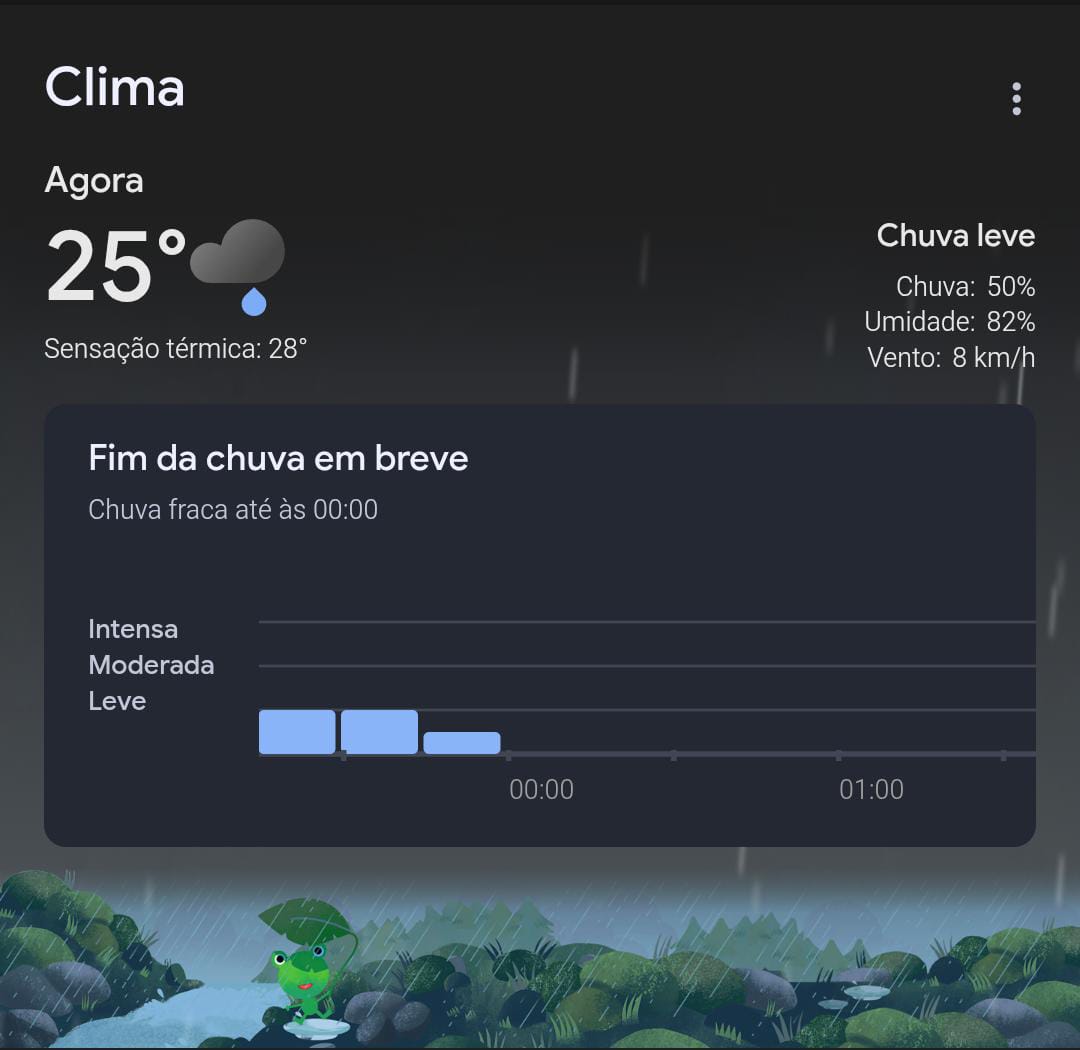 Clima
Agora
25°
Sensação térmica: 28°
Chuva leve
Chuva: 50%
Umidade: 82%
Vento: 8 km/h
Fim da chuva em breve
Chuva fraca até às 00:00
Intensa
Moderada
Leve
00:00 01:00